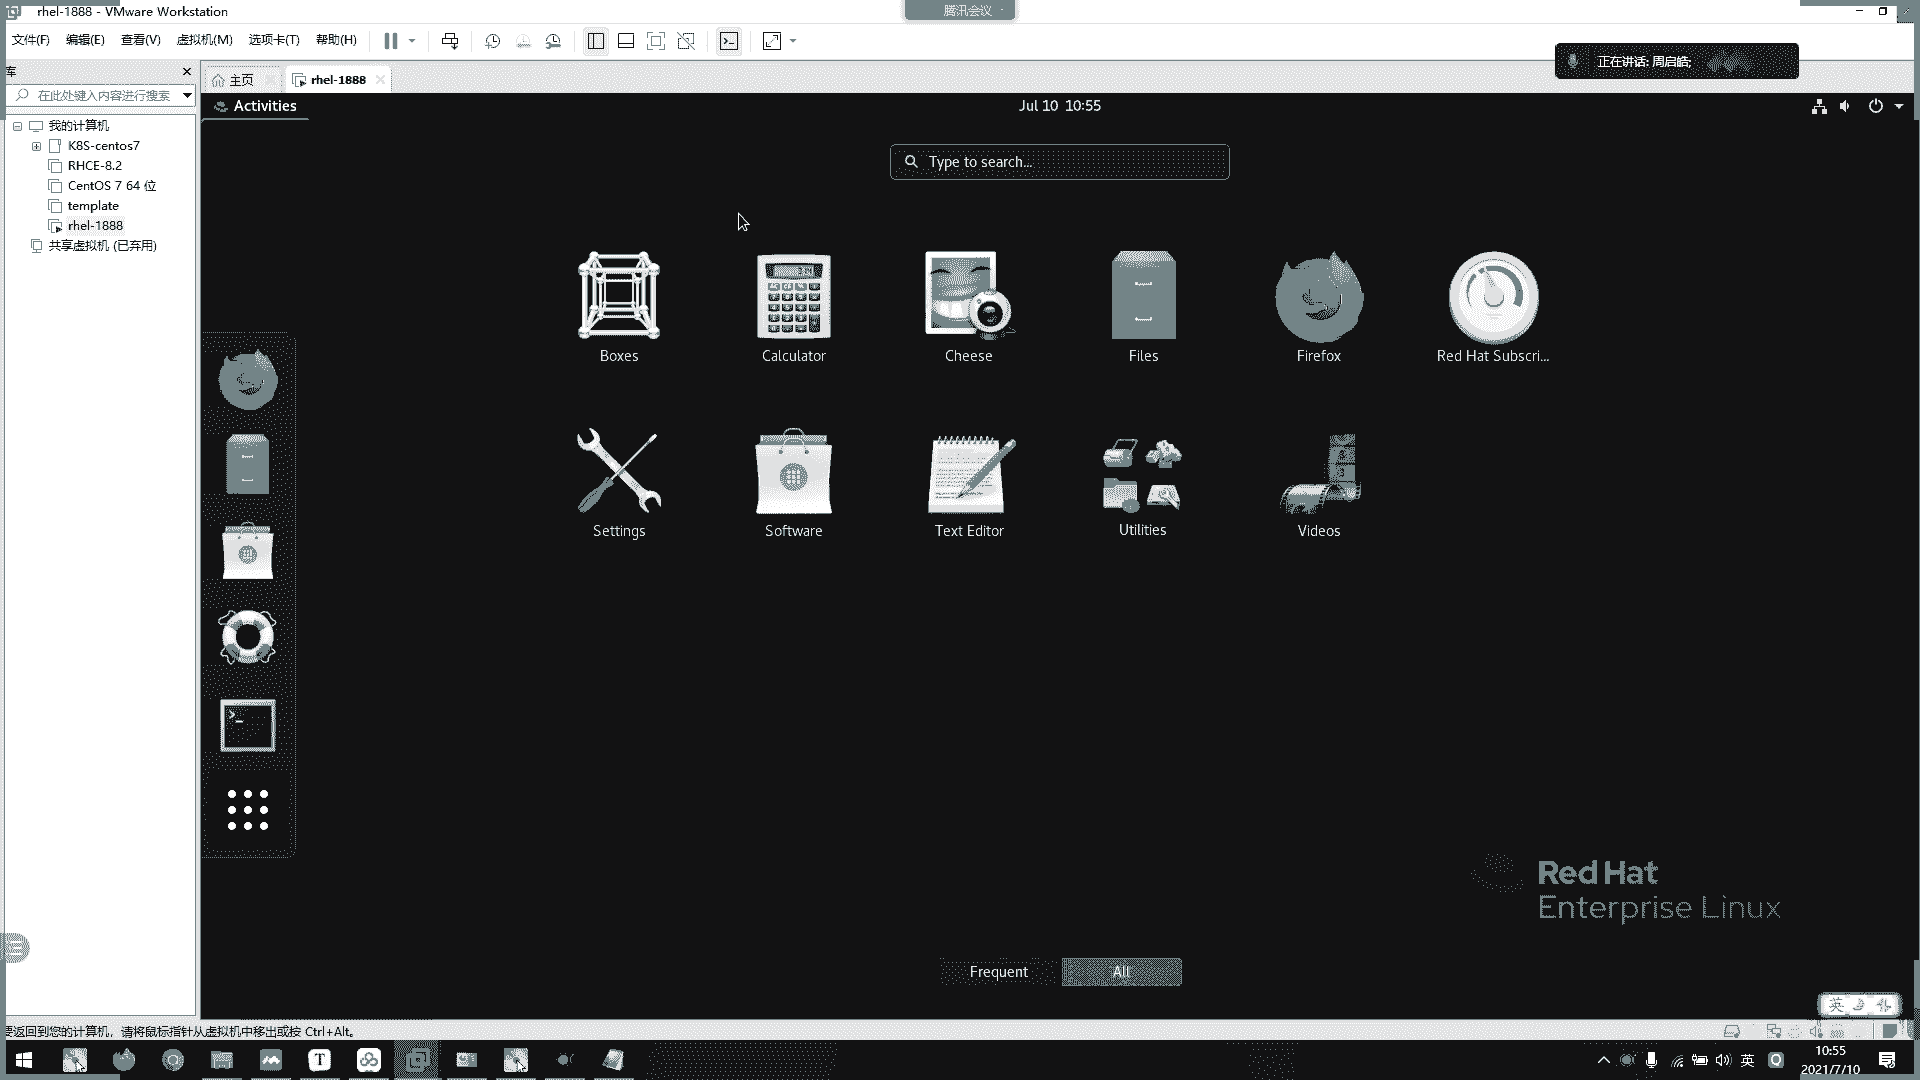 rhel-1888 - VMware Workstation
腾讯会议
文件(F) 编辑(E) 查看(V) 虚拟机(M) 选项卡(T) 帮助(H)
正在讲话: 周启皓;
库
主页
rhel-1888
在此处键入内容进行搜索
Activities
Jul 10 10:55
我的计算机
K8S-centos7
RHCE-8.2
CentOS 7 64 位
template
rhel-1888
共享虚拟机 (已弃用)
Type to search...
Boxes
Calculator
Cheese
Files
Firefox
Red Hat Subscri...
Settings
Software
Text Editor
Utilities
Videos
Red Hat
Enterprise Linux
Frequent
All
英
要返回到您的计算机，请将鼠标指针从虚拟机中移出或按 Ctrl+Alt。
英
10:55
2021/7/10